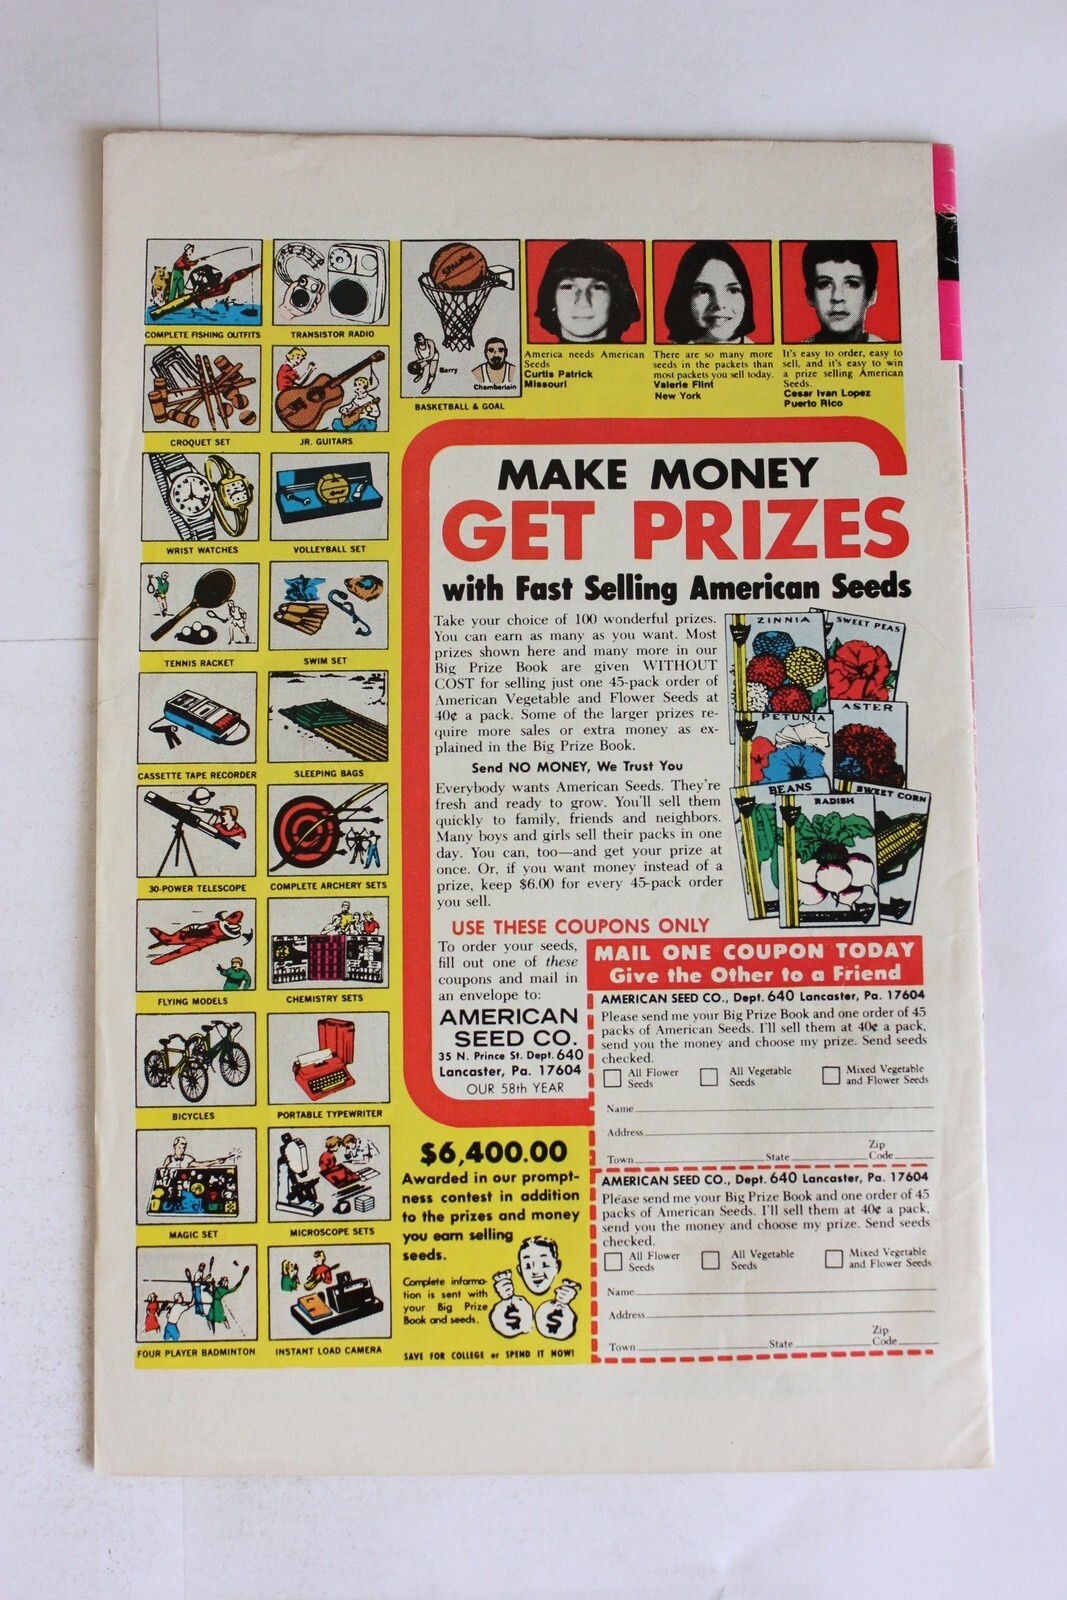 COMPLETE FISHING OUTFITS
TRANSISTOR RADIO
CROQUET SET
JR. GUITARS
WRIST WATCHES
VOLLEYBALL SET
TENNIS RACKET
SWIM SET
CASSETTE TAPE RECORDER
SLEEPING BAGS
30-POWER TELESCOPE
COMPLETE ARCHERY SETS
FLYING MODELS
CHEMISTRY SETS
BICYCLES
PORTABLE TYPEWRITER
MAGIC SET
MICROSCOPE SETS
FOUR PLAYER BADMINTON
INSTANT LOAD CAMERA
Spalding
Barry
Chamberlain
BASKETBALL & GOAL
America needs American
Seeds
Curtis Patrick
Missouri
There are so many more
seeds in the packets than
most packets you sell today.
Valerie Flint
New York
It's easy to order, easy to
sell, and it's easy to win
a prize selling American
Seeds.
Cesar Ivan Lopez
Puerto Rico
MAKE MONEY
GET PRIZES
with Fast Selling American Seeds
Take your choice of 100 wonderful prizes.
You can earn as many as you want. Most
prizes shown here and many more in our
Big Prize Book are given WITHOUT
COST for selling just one 45-pack order of
American Vegetable and Flower Seeds at
40¢ a pack. Some of the larger prizes re-
quire more sales or extra money as ex-
plained in the Big Prize Book.
Send NO MONEY, We Trust You
Everybody wants American Seeds. They're
fresh and ready to grow. You'll sell them
quickly to family, friends and neighbors.
Many boys and girls sell their packs in one
day. You can, too—and get your prize at
once. Or, if you want money instead of a
prize, keep $6.00 for every 45-pack order
you sell.
ZINNIA
SWEET PEAS
PETUNIA
ASTER
BEANS
RADISH
SWEET CORN
USE THESE COUPONS ONLY
To order your seeds,
fill out one of these
coupons and mail in
an envelope to:
AMERICAN
SEED CO.
35 N. Prince St. Dept. 640
Lancaster, Pa. 17604
OUR 58th YEAR
$6,400.00
Awarded in our prompt-
ness contest in addition
to the prizes and money
you earn selling
seeds.
Complete informa-
tion is sent with
your Big Prize
Book and seeds.
$ $
SAVE FOR COLLEGE or SPEND IT NOW!
MAIL ONE COUPON TODAY
Give the Other to a Friend
AMERICAN SEED CO., Dept. 640 Lancaster, Pa. 17604
Please send me your Big Prize Book and one order of 45
packs of American Seeds. I'll sell them at 40¢ a pack,
send you the money and choose my prize. Send seeds
checked.
All Flower Seeds
All Vegetable Seeds
Mixed Vegetable and Flower Seeds
Name
Address
Town State Zip Code
AMERICAN SEED CO., Dept. 640 Lancaster, Pa. 17604
Please send me your Big Prize Book and one order of 45
packs of American Seeds. I'll sell them at 40¢ a pack,
send you the money and choose my prize. Send seeds
checked.
All Flower Seeds
All Vegetable Seeds
Mixed Vegetable and Flower Seeds
Name
Address
Town State Zip Code